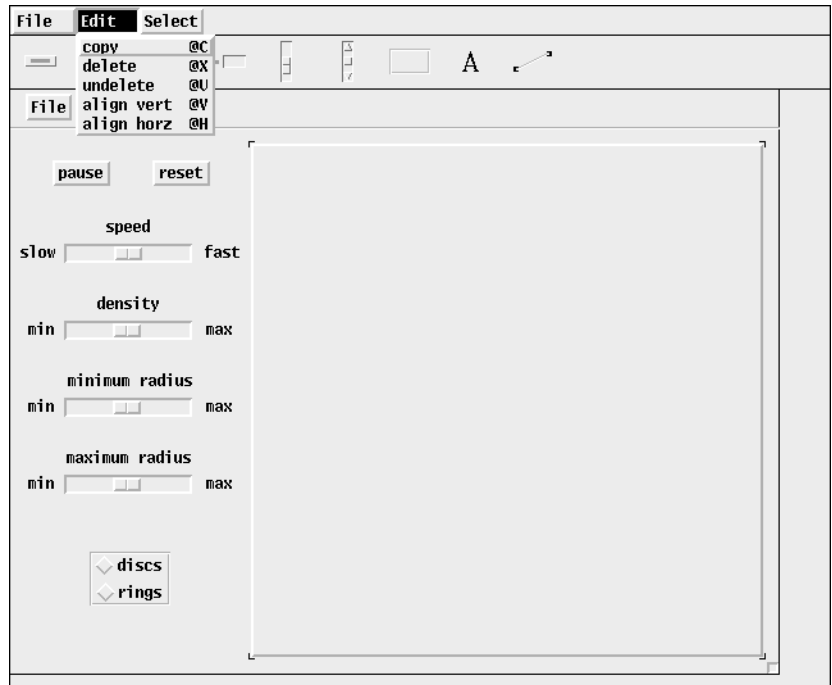 File Edit Select
copy @C
delete @X
undelete @U
align vert @V
align horz @H
A
File
pause reset
speed
slow fast
density
min max
minimum radius
min max
maximum radius
min max
discs
rings